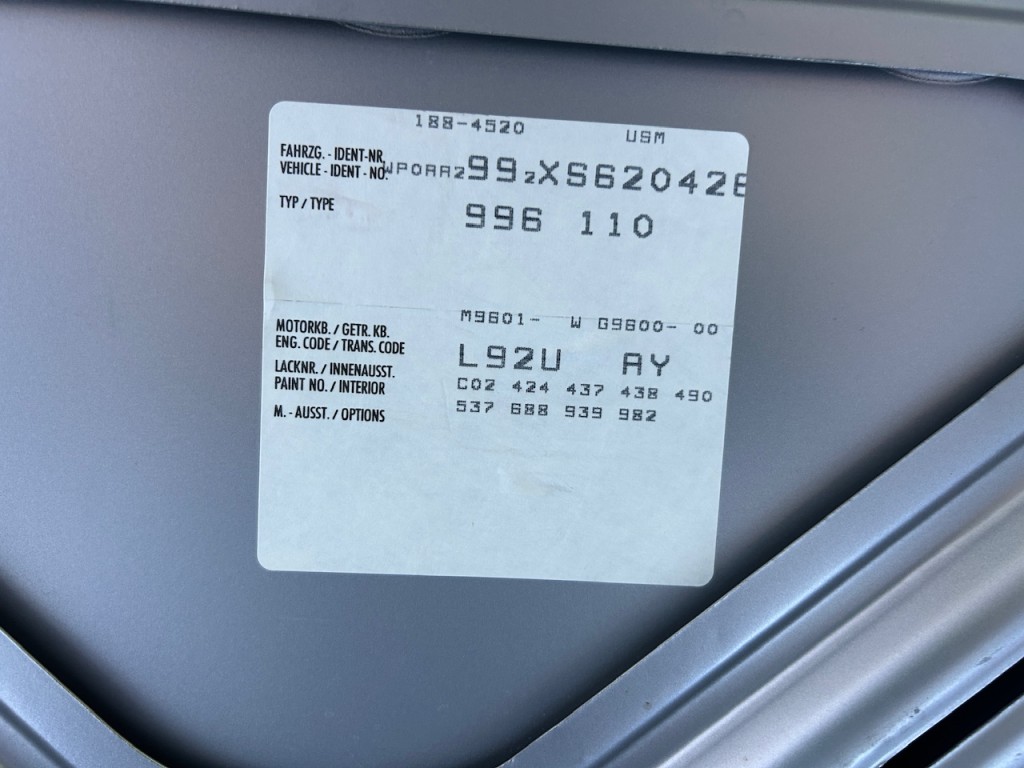 188-4520 USM
FAHRZG. - IDENT-NR.
VEHICLE - IDENT - NO. WP0AA2992XS620428
TYP / TYPE 996 110
MOTORKB. / GETR. KB. M9601- W G9600- 00
ENG. CODE / TRANS. CODE
LACKNR. / INNENAUSST. L92U AY
PAINT NO. / INTERIOR C02 424 437 438 490
M. - AUSST. / OPTIONS 537 688 939 982